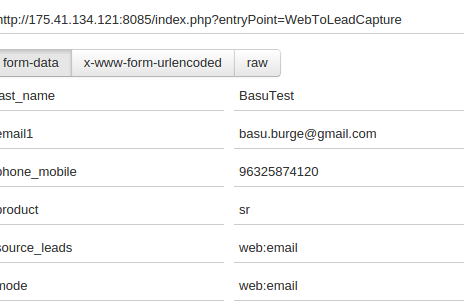 http://175.41.134.121:8085/index.php?entryPoint=WebToLeadCapture
form-data x-www-form-urlencoded raw
last_name BasuTest
email1 basu.burge@gmail.com
phone_mobile 96325874120
product sr
source_leads web:email
mode web:email